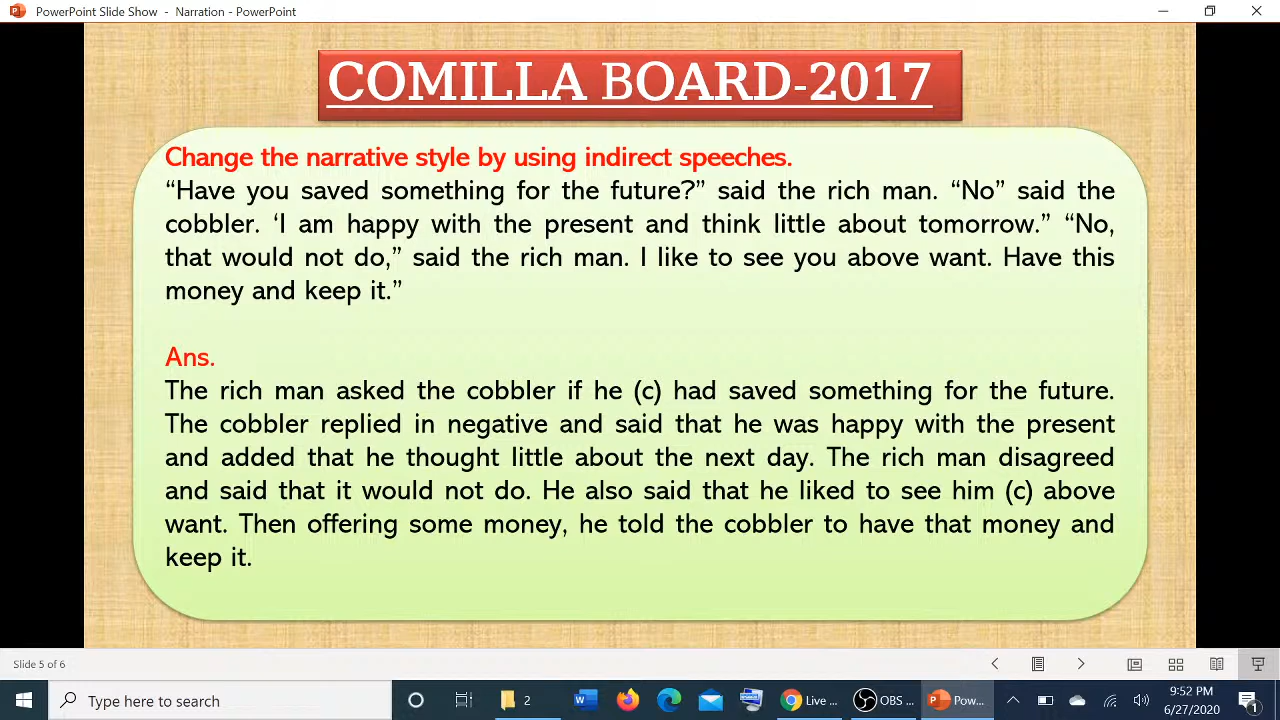 PowerPoint Slide Show - Narration - PowerPoint
COMILLA BOARD-2017
Change the narrative style by using indirect speeches.
“Have you saved something for the future?” said the rich man. “No” said the
cobbler. ‘I am happy with the present and think little about tomorrow.” “No,
that would not do,” said the rich man. I like to see you above want. Have this
money and keep it.”
Ans.
The rich man asked the cobbler if he (c) had saved something for the future.
The cobbler replied in negative and said that he was happy with the present
and added that he thought little about the next day. The rich man disagreed
and said that it would not do. He also said that he liked to see him (c) above
want. Then offering some money, he told the cobbler to have that money and
keep it.
Slide 5 of 6
Type here to search
2
Live ...
OBS ...
Pow...
9:52 PM
6/27/2020
1